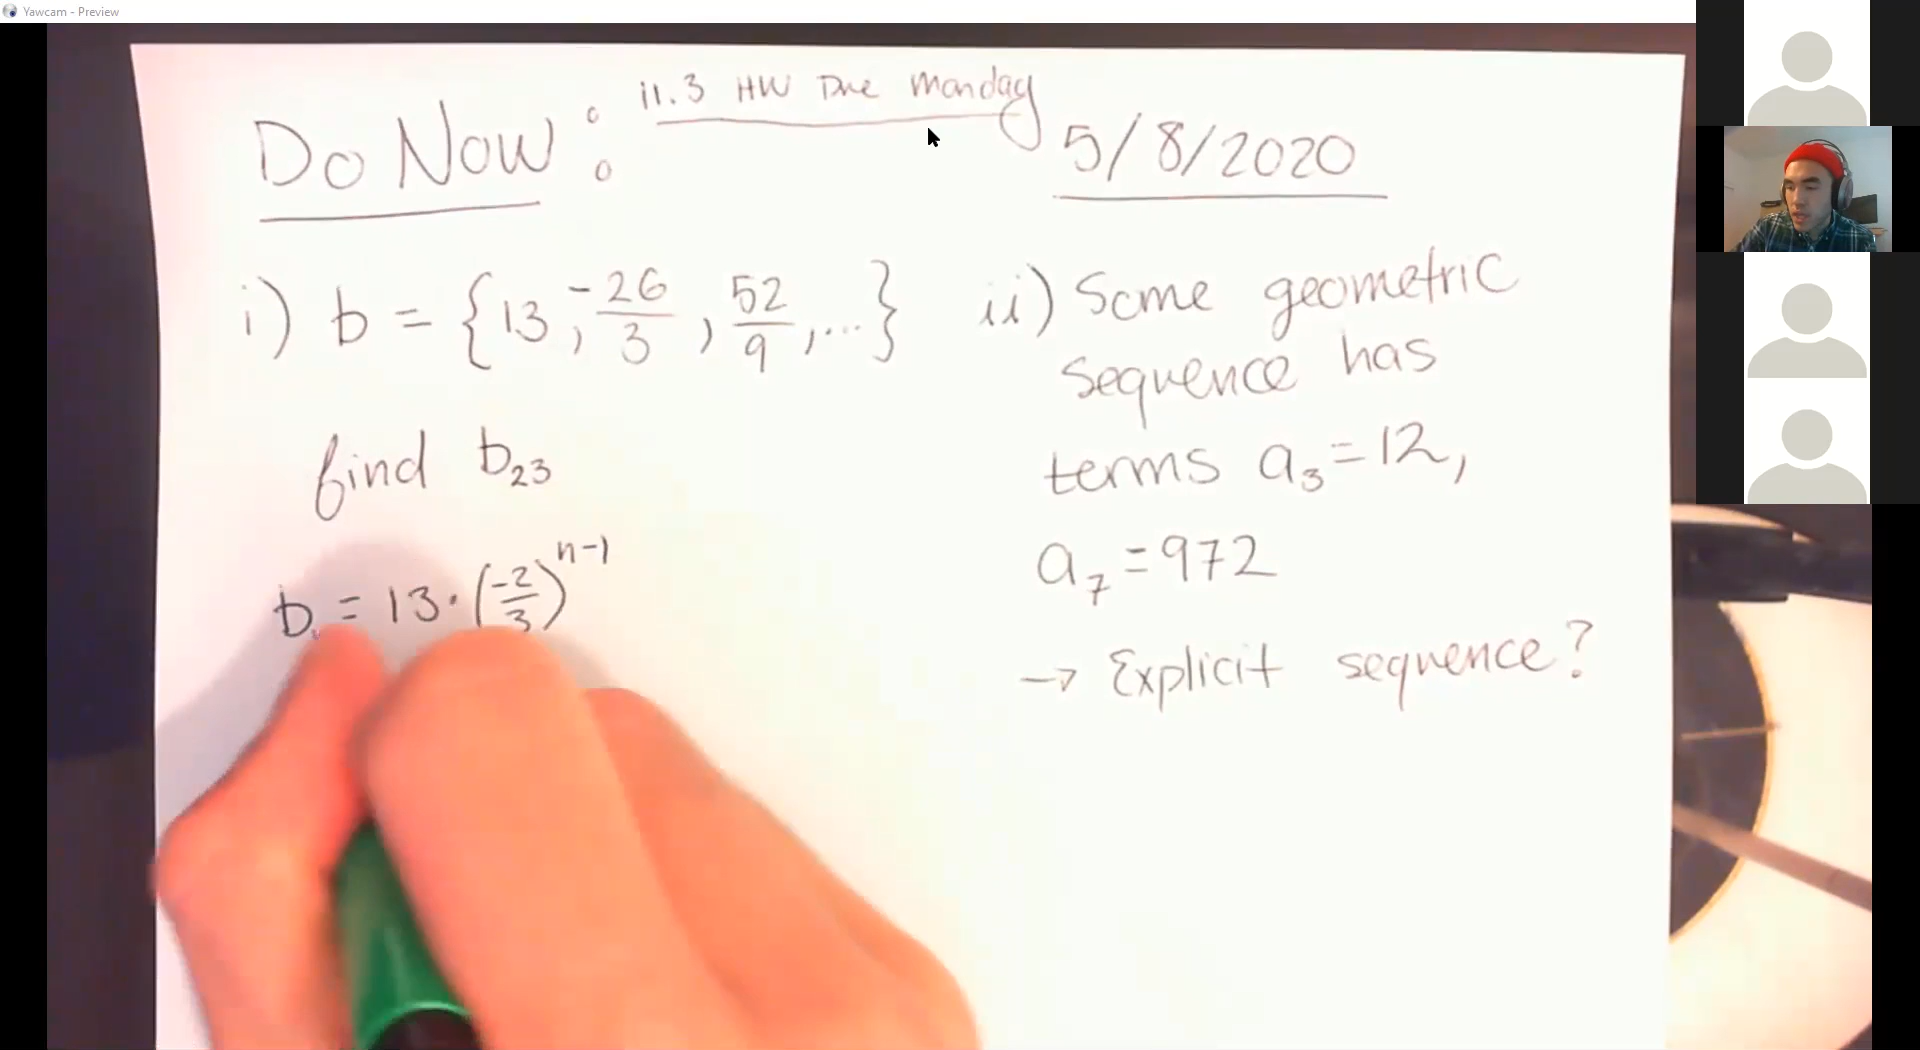 Yawcam - Preview
11.3 HW Due Monday
Do Now:
5/8/2020
i) b = {13, -26/3, 52/9, ...}
find b₂₃
b = 13 · (-2/3)ⁿ⁻¹
ii) Some geometric
sequence has
terms a₃ = 12,
a₇ = 972
→ Explicit sequence?